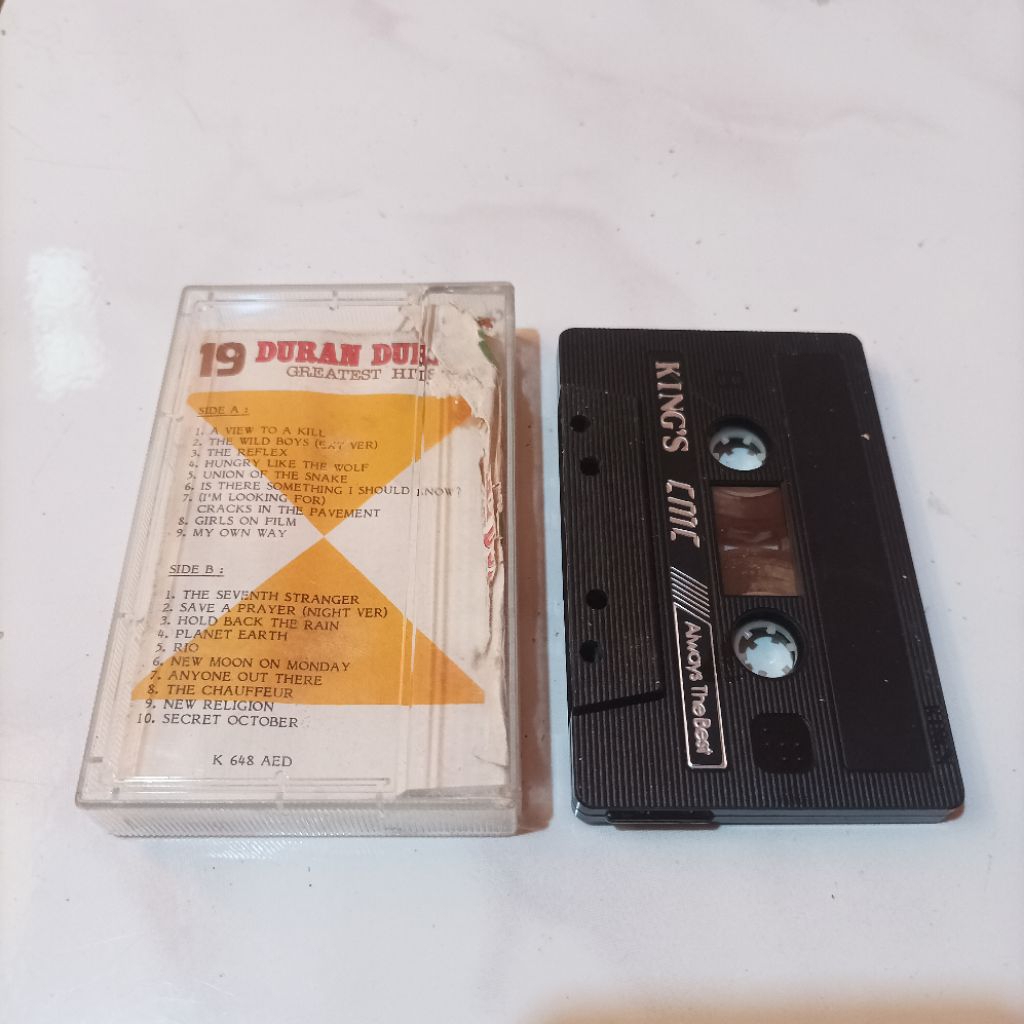 19 DURAN DUR
GREATEST HITS
SIDE A :
1. A VIEW TO A KILL
2. THE WILD BOYS (EXT VER)
3. THE REFLEX
4. HUNGRY LIKE THE WOLF
5. UNION OF THE SNAKE
6. IS THERE SOMETHING I SHOULD KNOW?
7. (I'M LOOKING FOR)
CRACKS IN THE PAVEMENT
8. GIRLS ON FILM
9. MY OWN WAY
SIDE B :
1. THE SEVENTH STRANGER
2. SAVE A PRAYER (NIGHT VER)
3. HOLD BACK THE RAIN
4. PLANET EARTH
5. RIO
6. NEW MOON ON MONDAY
7. ANYONE OUT THERE
8. THE CHAUFFEUR
9. NEW RELIGION
10. SECRET OCTOBER
K 648 AED
KING'S
Always The Best